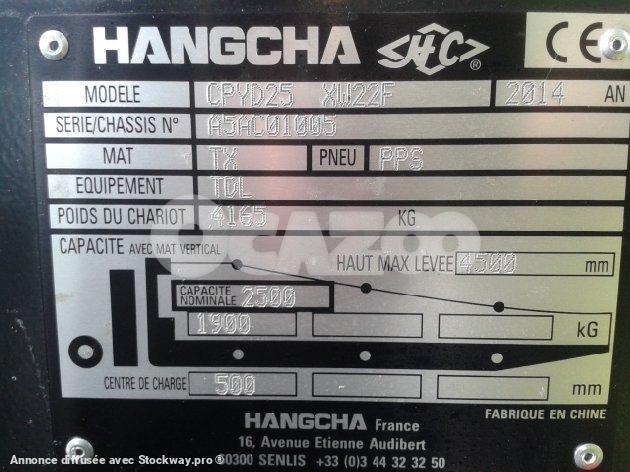 HANGCHA HC® CE
MODELE CPYD25 XW22F 2014 AN
SERIE/CHASSIS N° A5AC01005
MAT TX PNEU PPS
EQUIPEMENT TDL
POIDS DU CHARIOT 4165 KG
OCAZOO
CAPACITE AVEC MAT VERTICAL
HAUT MAX LEVEE 4500 mm
CAPACITE NOMINALE 2500
1900 kG
CENTRE DE CHARGE 500 - mm
HANGCHA France
FABRIQUE EN CHINE
16, Avenue Etienne Audibert
60300 SENLIS +33 (0)3 44 32 32 50
Annonce diffusée avec Stockway.pro®